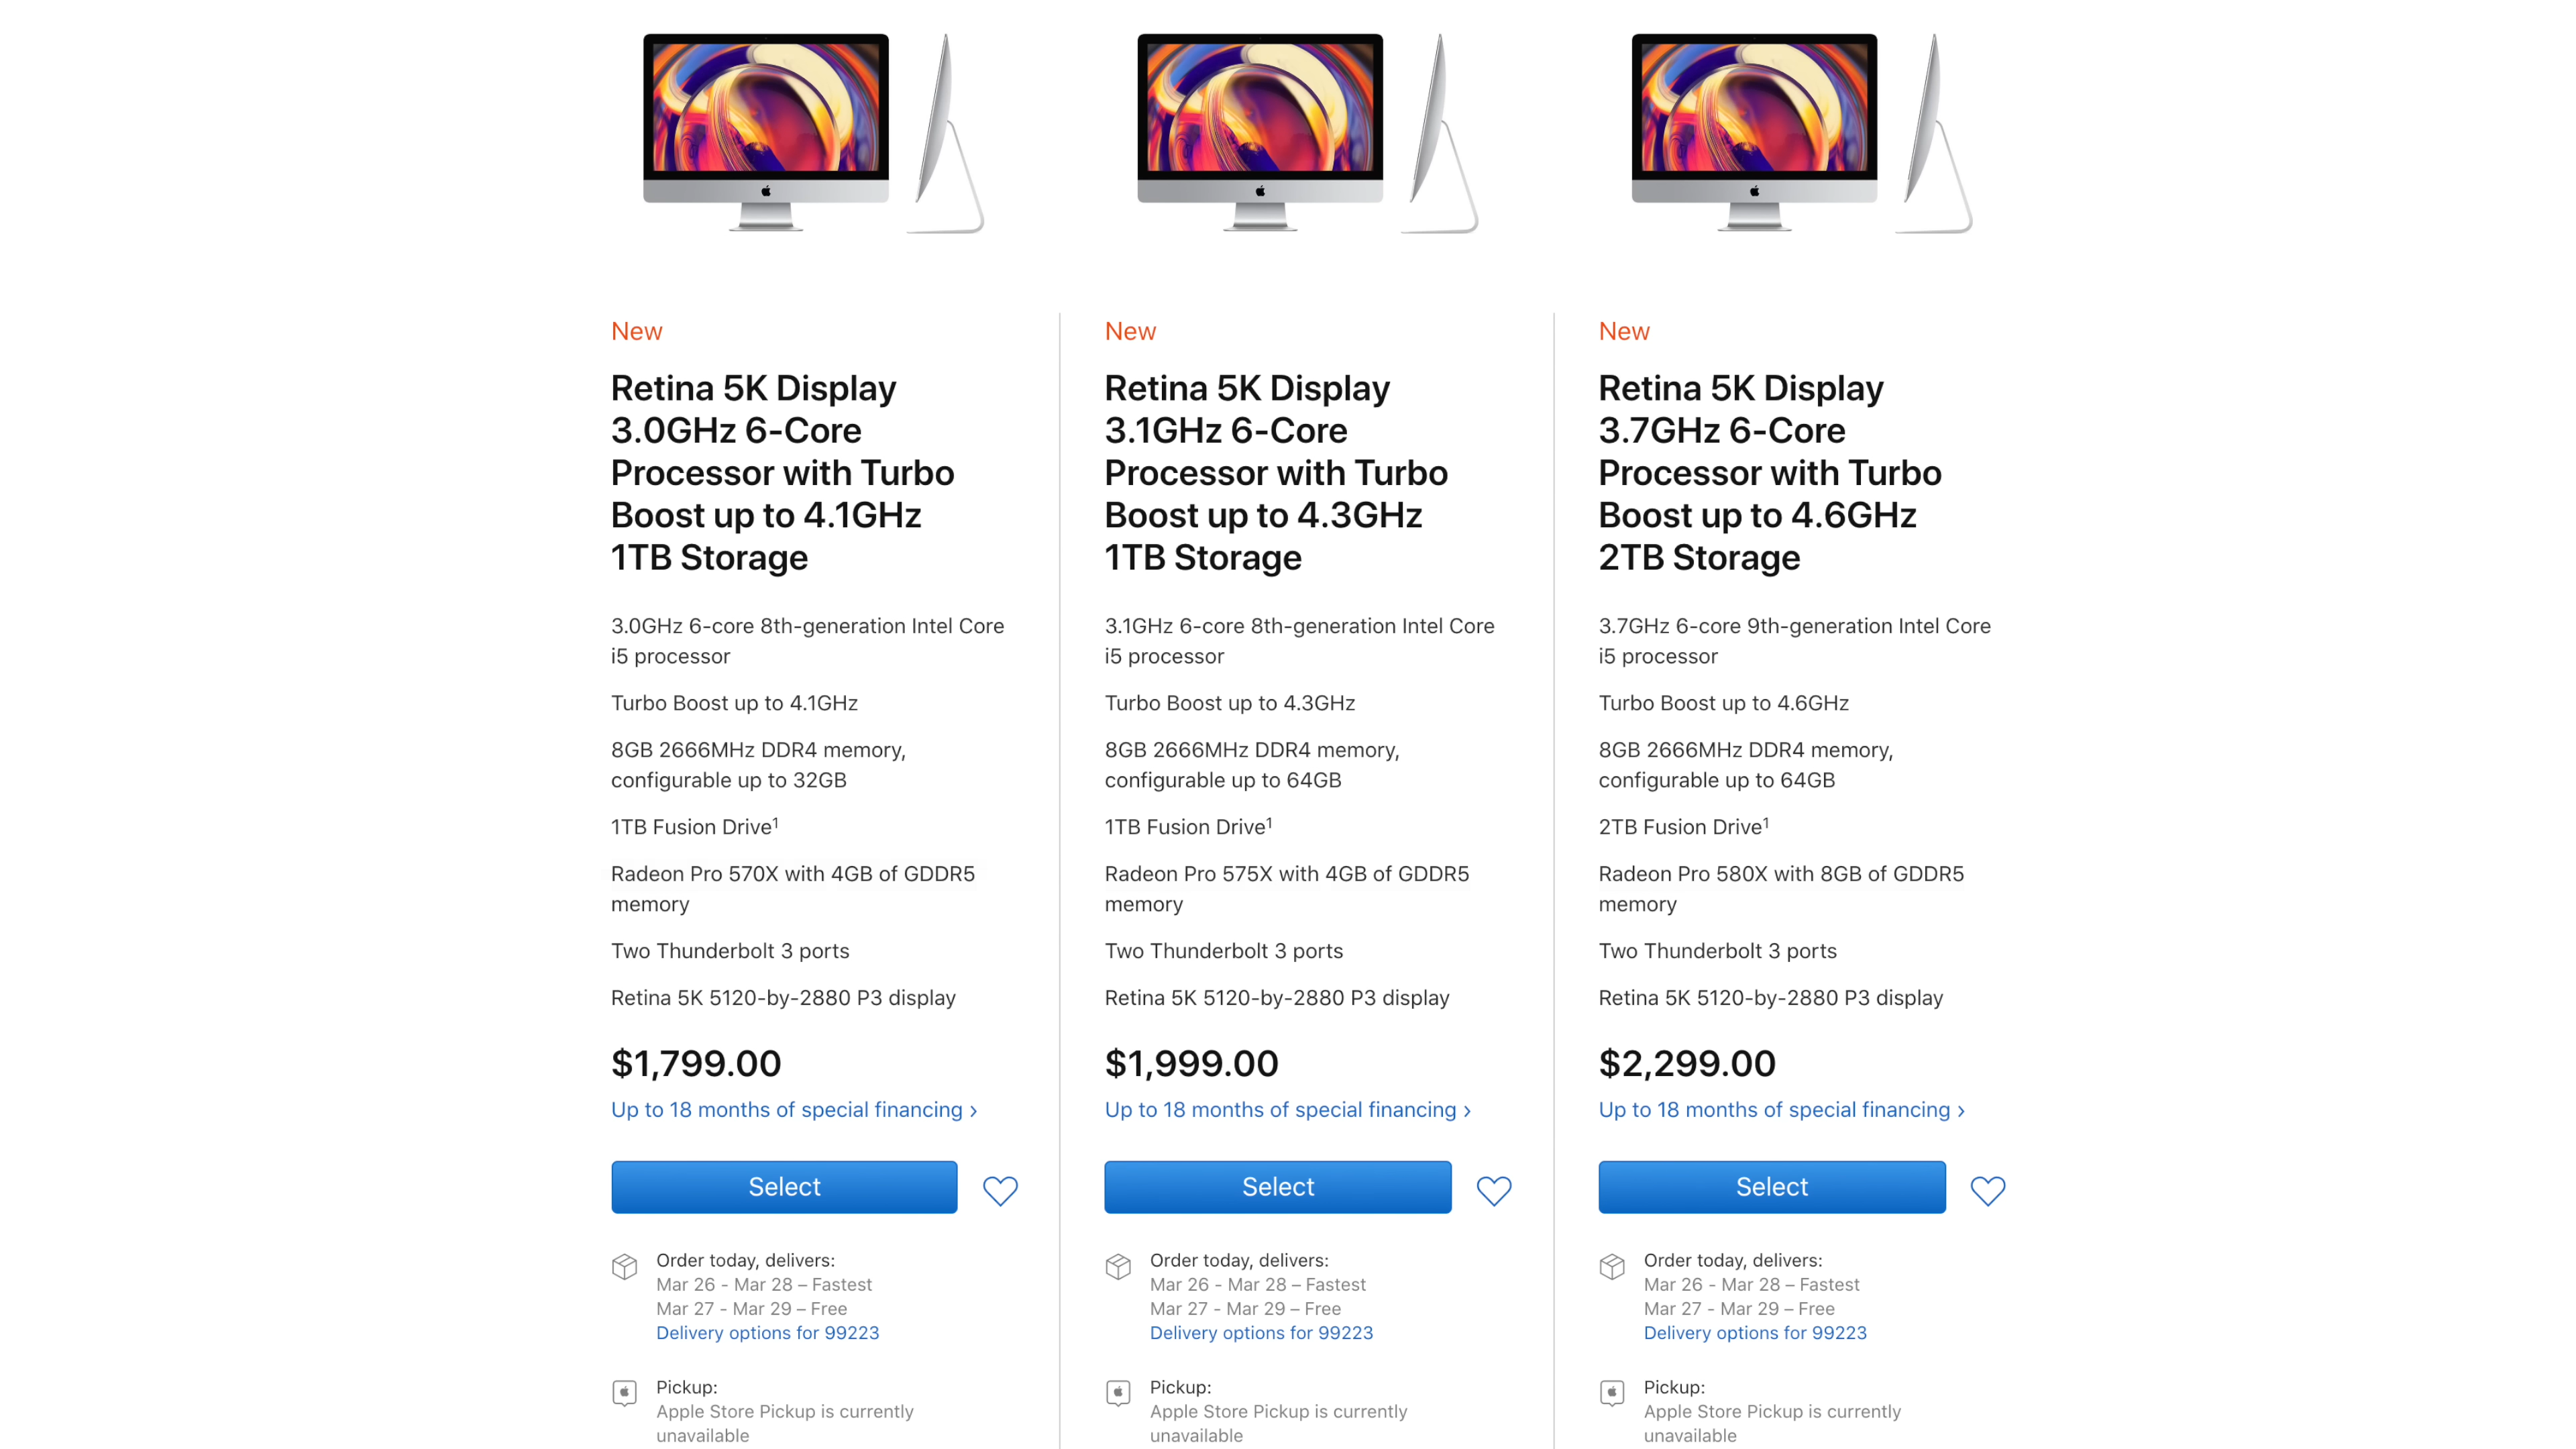 New
Retina 5K Display
3.0GHz 6-Core
Processor with Turbo
Boost up to 4.1GHz
1TB Storage
3.0GHz 6-core 8th-generation Intel Core
i5 processor
Turbo Boost up to 4.1GHz
8GB 2666MHz DDR4 memory,
configurable up to 32GB
1TB Fusion Drive¹
Radeon Pro 570X with 4GB of GDDR5
memory
Two Thunderbolt 3 ports
Retina 5K 5120-by-2880 P3 display
$1,799.00
Up to 18 months of special financing ›
Select
Order today, delivers:
Mar 26 - Mar 28 – Fastest
Mar 27 - Mar 29 – Free
Delivery options for 99223
Pickup:
Apple Store Pickup is currently
unavailable
New
Retina 5K Display
3.1GHz 6-Core
Processor with Turbo
Boost up to 4.3GHz
1TB Storage
3.1GHz 6-core 8th-generation Intel Core
i5 processor
Turbo Boost up to 4.3GHz
8GB 2666MHz DDR4 memory,
configurable up to 64GB
1TB Fusion Drive¹
Radeon Pro 575X with 4GB of GDDR5
memory
Two Thunderbolt 3 ports
Retina 5K 5120-by-2880 P3 display
$1,999.00
Up to 18 months of special financing ›
Select
Order today, delivers:
Mar 26 - Mar 28 – Fastest
Mar 27 - Mar 29 – Free
Delivery options for 99223
Pickup:
Apple Store Pickup is currently
unavailable
New
Retina 5K Display
3.7GHz 6-Core
Processor with Turbo
Boost up to 4.6GHz
2TB Storage
3.7GHz 6-core 9th-generation Intel Core
i5 processor
Turbo Boost up to 4.6GHz
8GB 2666MHz DDR4 memory,
configurable up to 64GB
2TB Fusion Drive¹
Radeon Pro 580X with 8GB of GDDR5
memory
Two Thunderbolt 3 ports
Retina 5K 5120-by-2880 P3 display
$2,299.00
Up to 18 months of special financing ›
Select
Order today, delivers:
Mar 26 - Mar 28 – Fastest
Mar 27 - Mar 29 – Free
Delivery options for 99223
Pickup:
Apple Store Pickup is currently
unavailable